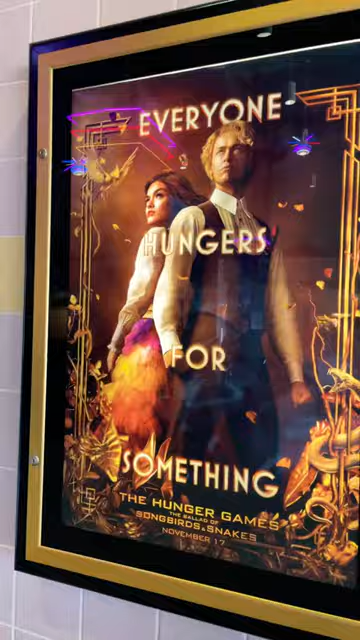 EVERYONE
HUNGERS
FOR
SOMETHING
THE HUNGER GAMES
THE BALLAD OF
SONGBIRDS & SNAKES
NOVEMBER 17